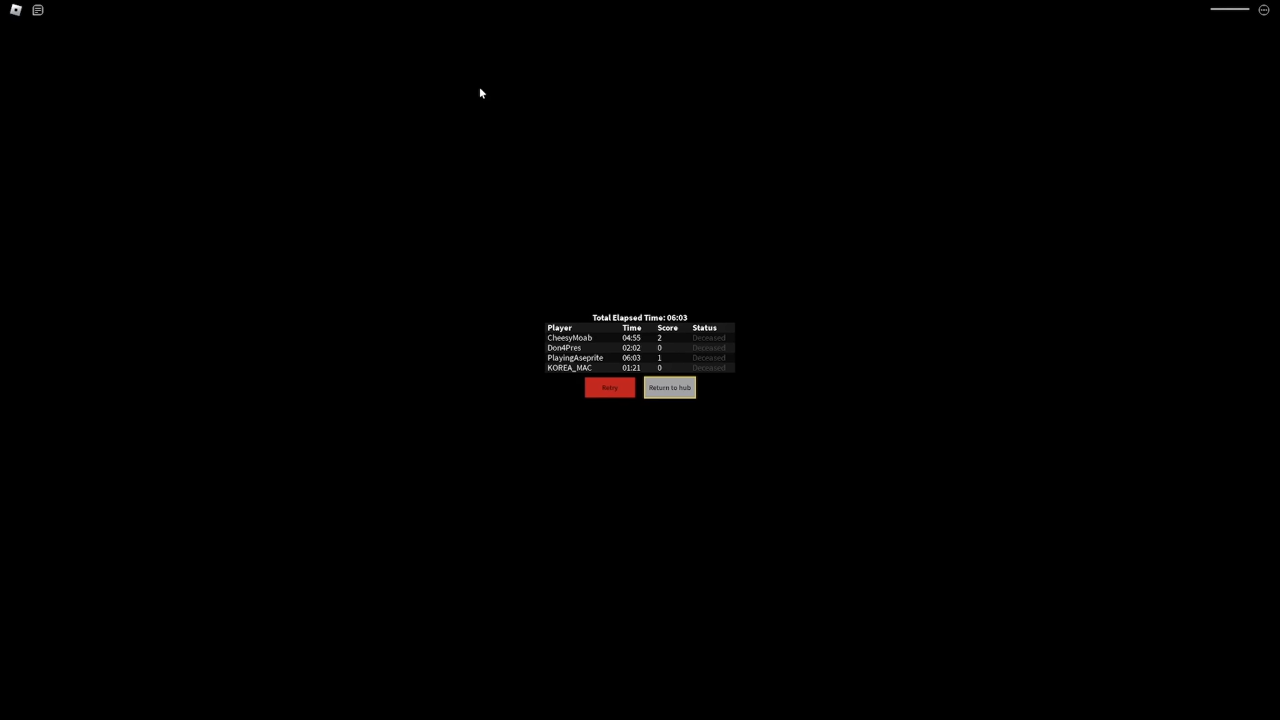 Total Elapsed Time: 06:03
Player Time Score Status
CheesyMoab 04:55 2 Deceased
Don4Pres 02:02 0 Deceased
PlayingAseprite 06:03 1 Deceased
KOREA_MAC 01:21 0 Deceased
Retry Return to hub